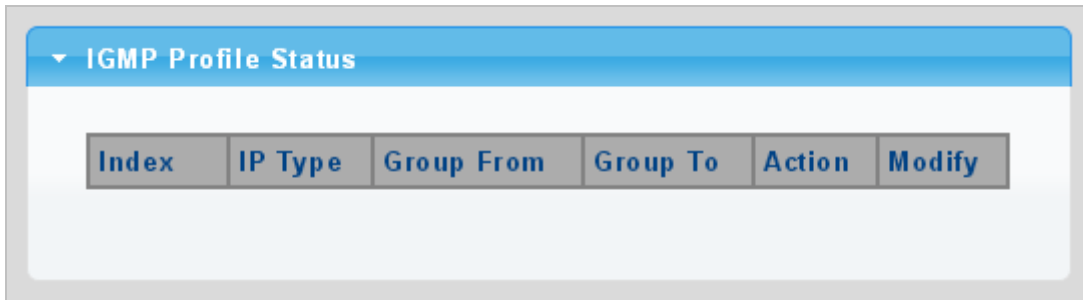 IGMP Profile Status
Index IP Type Group From Group To Action Modify